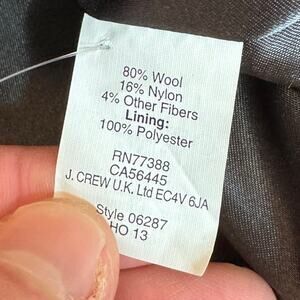 80% Wool
16% Nylon
4% Other Fibers
Lining:
100% Polyester
RN77388
CA56445
J. CREW U.K. Ltd EC4V 6JA
Style 06287
HO 13